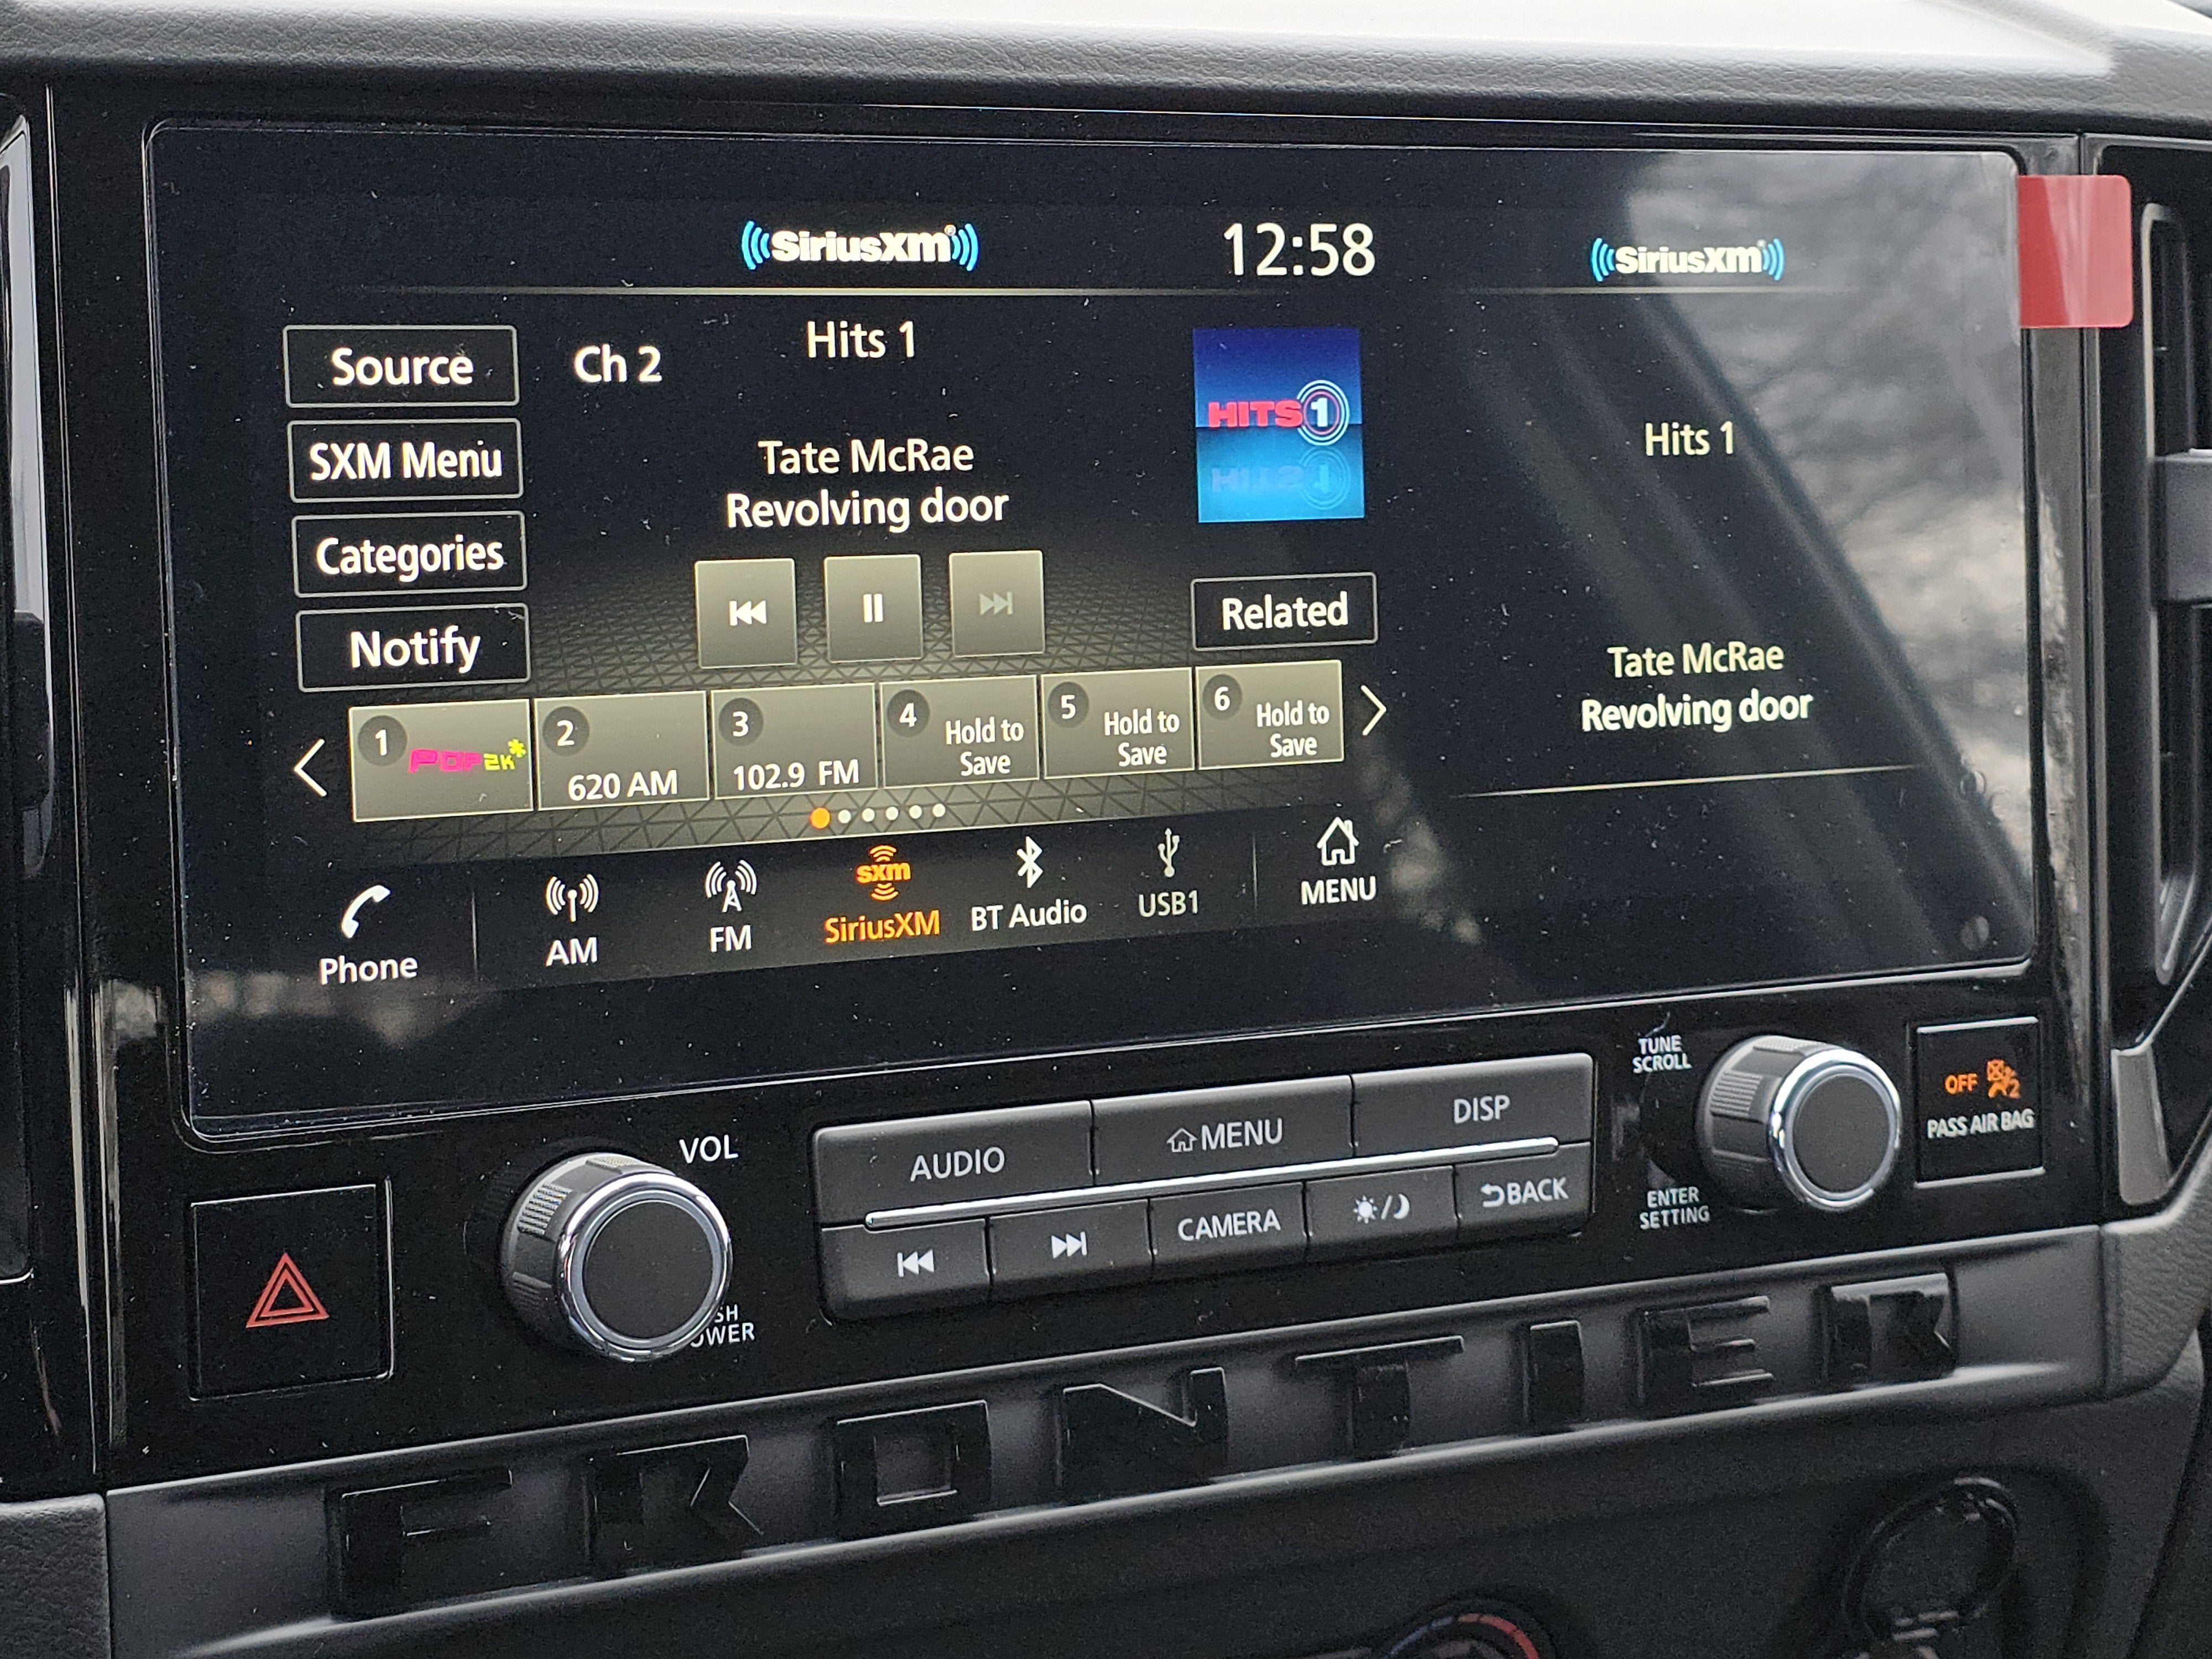 SiriusXM
12:58
SiriusXM
Source
Ch 2
Hits 1
HITS 1
Hits 1
SXM Menu
Tate McRae
Revolving door
Categories
Notify
Related
Tate McRae
Revolving door
1 POP2K
2 620 AM
3 102.9 FM
4 Hold to
Save
5 Hold to
Save
6 Hold to
Save
Phone
AM
FM
sxm
SiriusXM
BT Audio
USB1
MENU
VOL
AUDIO
MENU
DISP
TUNE
SCROLL
OFF 2
PASS AIR BAG
CAMERA
BACK
ENTER
SETTING
FRONTIER